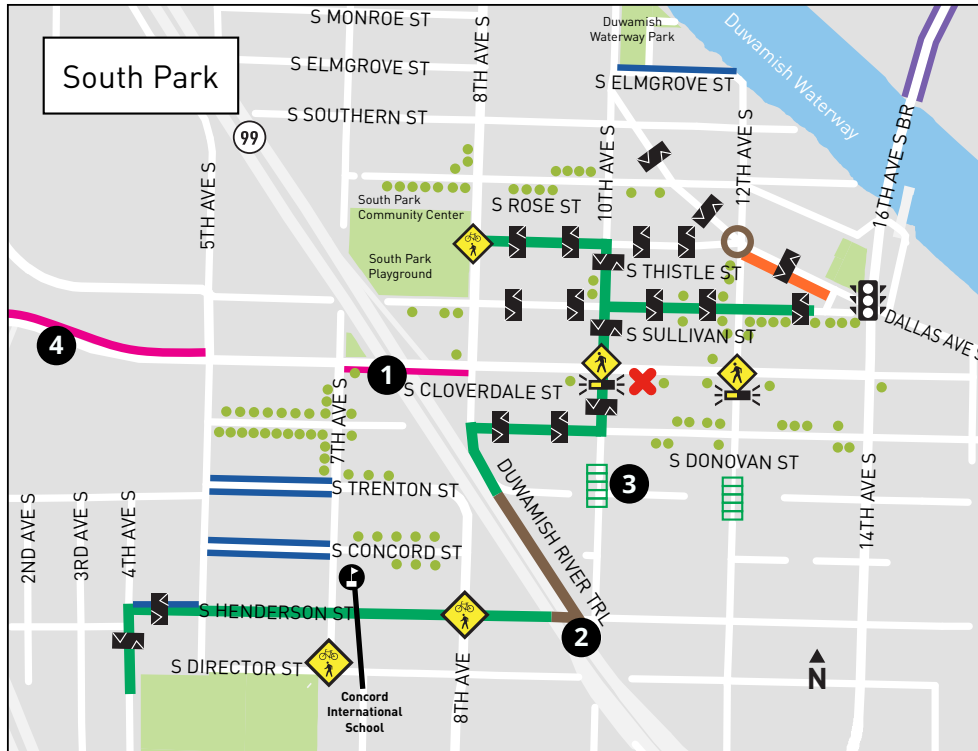 South Park
S MONROE ST
S ELMGROVE ST
S SOUTHERN ST
99
8TH AVE S
Duwamish
Waterway Park
S ELMGROVE ST
Duwamish Waterway
16TH AVE S BR
10TH AVE S
12TH AVE S
5TH AVE S
South Park
Community Center
South Park
Playground
S ROSE ST
S THISTLE ST
S SULLIVAN ST
DALLAS AVE S
4
1
S CLOVERDALE ST
7TH AVE S
S DONOVAN ST
3
14TH AVE S
2ND AVE S
3RD AVE S
4TH AVE S
S TRENTON ST
S CONCORD ST
DUWAMISH RIVER TRL
S HENDERSON ST
2
S DIRECTOR ST
8TH AVE
Concord
International
School
N